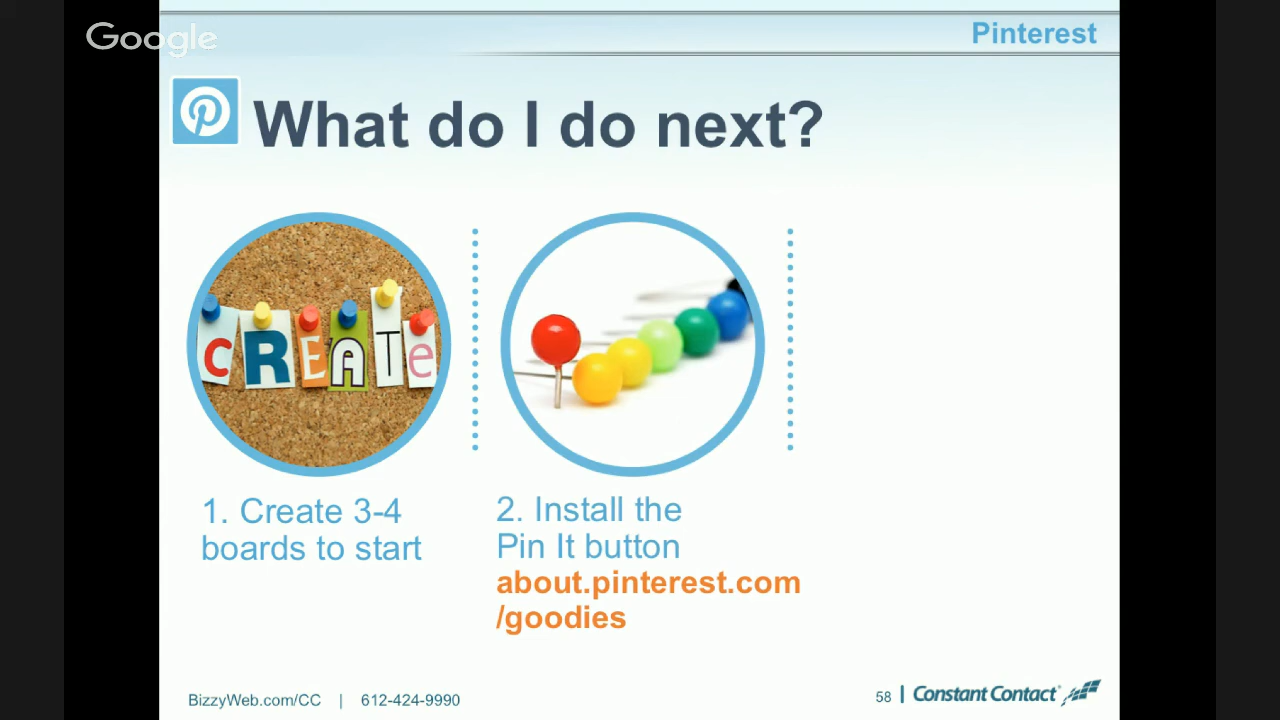 Google
Pinterest
What do I do next?
CREATe
1. Create 3-4
boards to start
2. Install the
Pin It button
about.pinterest.com
/goodies
BizzyWeb.com/CC | 612-424-9990
58 | Constant Contact®